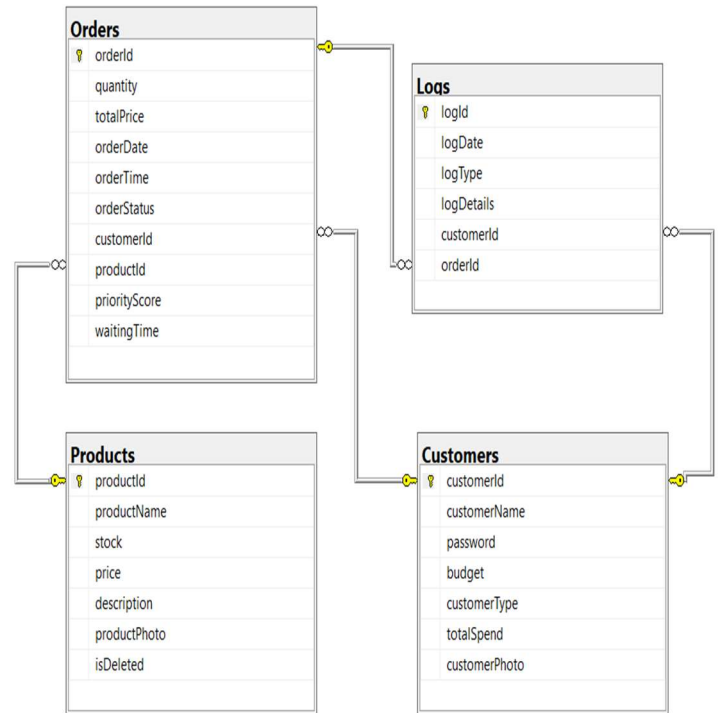 Orders
orderId
quantity
totalPrice
orderDate
orderTime
orderStatus
customerId
productId
priorityScore
waitingTime
Logs
logId
logDate
logType
logDetails
customerId
orderId
Products
productId
productName
stock
price
description
productPhoto
isDeleted
Customers
customerId
customerName
password
budget
customerType
totalSpend
customerPhoto